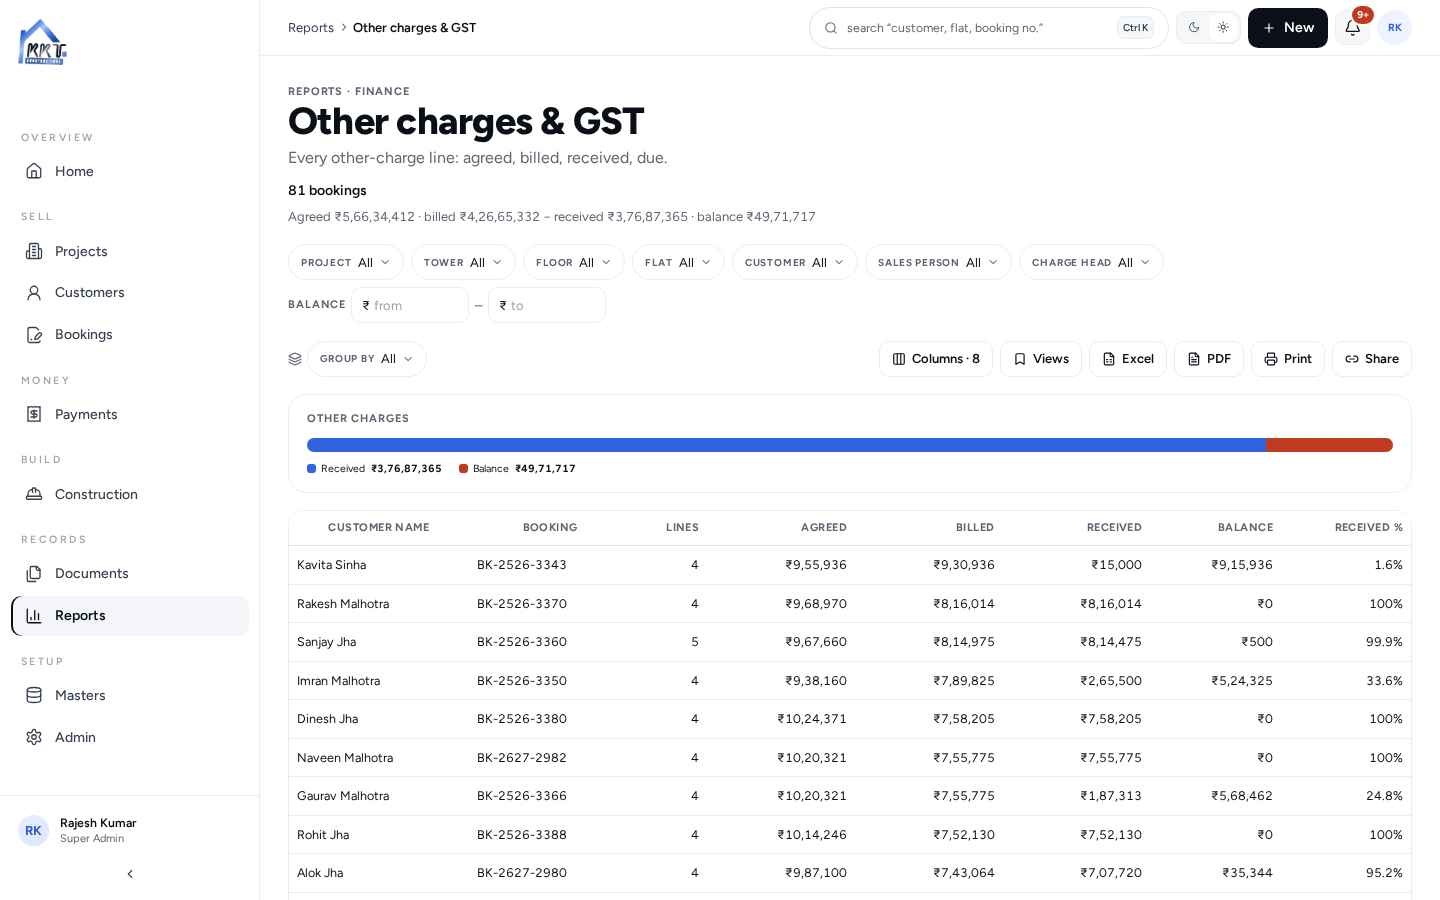 RKT
CONSTRUCTIONS
Reports > Other charges & GST
search “customer, flat, booking no.”
Ctrl K
+ New
9+
RK
OVERVIEW
Home
SELL
Projects
Customers
Bookings
MONEY
Payments
BUILD
Construction
RECORDS
Documents
Reports
SETUP
Masters
Admin
RK
Rajesh Kumar
Super Admin
REPORTS · FINANCE
Other charges & GST
Every other-charge line: agreed, billed, received, due.
81 bookings
Agreed ₹5,66,34,412 · billed ₹4,26,65,332 – received ₹3,76,87,365 · balance ₹49,71,717
PROJECT All TOWER All FLOOR All FLAT All CUSTOMER All SALES PERSON All CHARGE HEAD All
BALANCE ₹ from – ₹ to
GROUP BY All
Columns · 8 Views Excel PDF Print Share
OTHER CHARGES
Received ₹3,76,87,365 Balance ₹49,71,717
CUSTOMER NAME BOOKING LINES AGREED BILLED RECEIVED BALANCE RECEIVED %
Kavita Sinha BK-2526-3343 4 ₹9,55,936 ₹9,30,936 ₹15,000 ₹9,15,936 1.6%
Rakesh Malhotra BK-2526-3370 4 ₹9,68,970 ₹8,16,014 ₹8,16,014 ₹0 100%
Sanjay Jha BK-2526-3360 5 ₹9,67,660 ₹8,14,975 ₹8,14,475 ₹500 99.9%
Imran Malhotra BK-2526-3350 4 ₹9,38,160 ₹7,89,825 ₹2,65,500 ₹5,24,325 33.6%
Dinesh Jha BK-2526-3380 4 ₹10,24,371 ₹7,58,205 ₹7,58,205 ₹0 100%
Naveen Malhotra BK-2627-2982 4 ₹10,20,321 ₹7,55,775 ₹7,55,775 ₹0 100%
Gaurav Malhotra BK-2526-3366 4 ₹10,20,321 ₹7,55,775 ₹1,87,313 ₹5,68,462 24.8%
Rohit Jha BK-2526-3388 4 ₹10,14,246 ₹7,52,130 ₹7,52,130 ₹0 100%
Alok Jha BK-2627-2980 4 ₹9,87,100 ₹7,43,064 ₹7,07,720 ₹35,344 95.2%